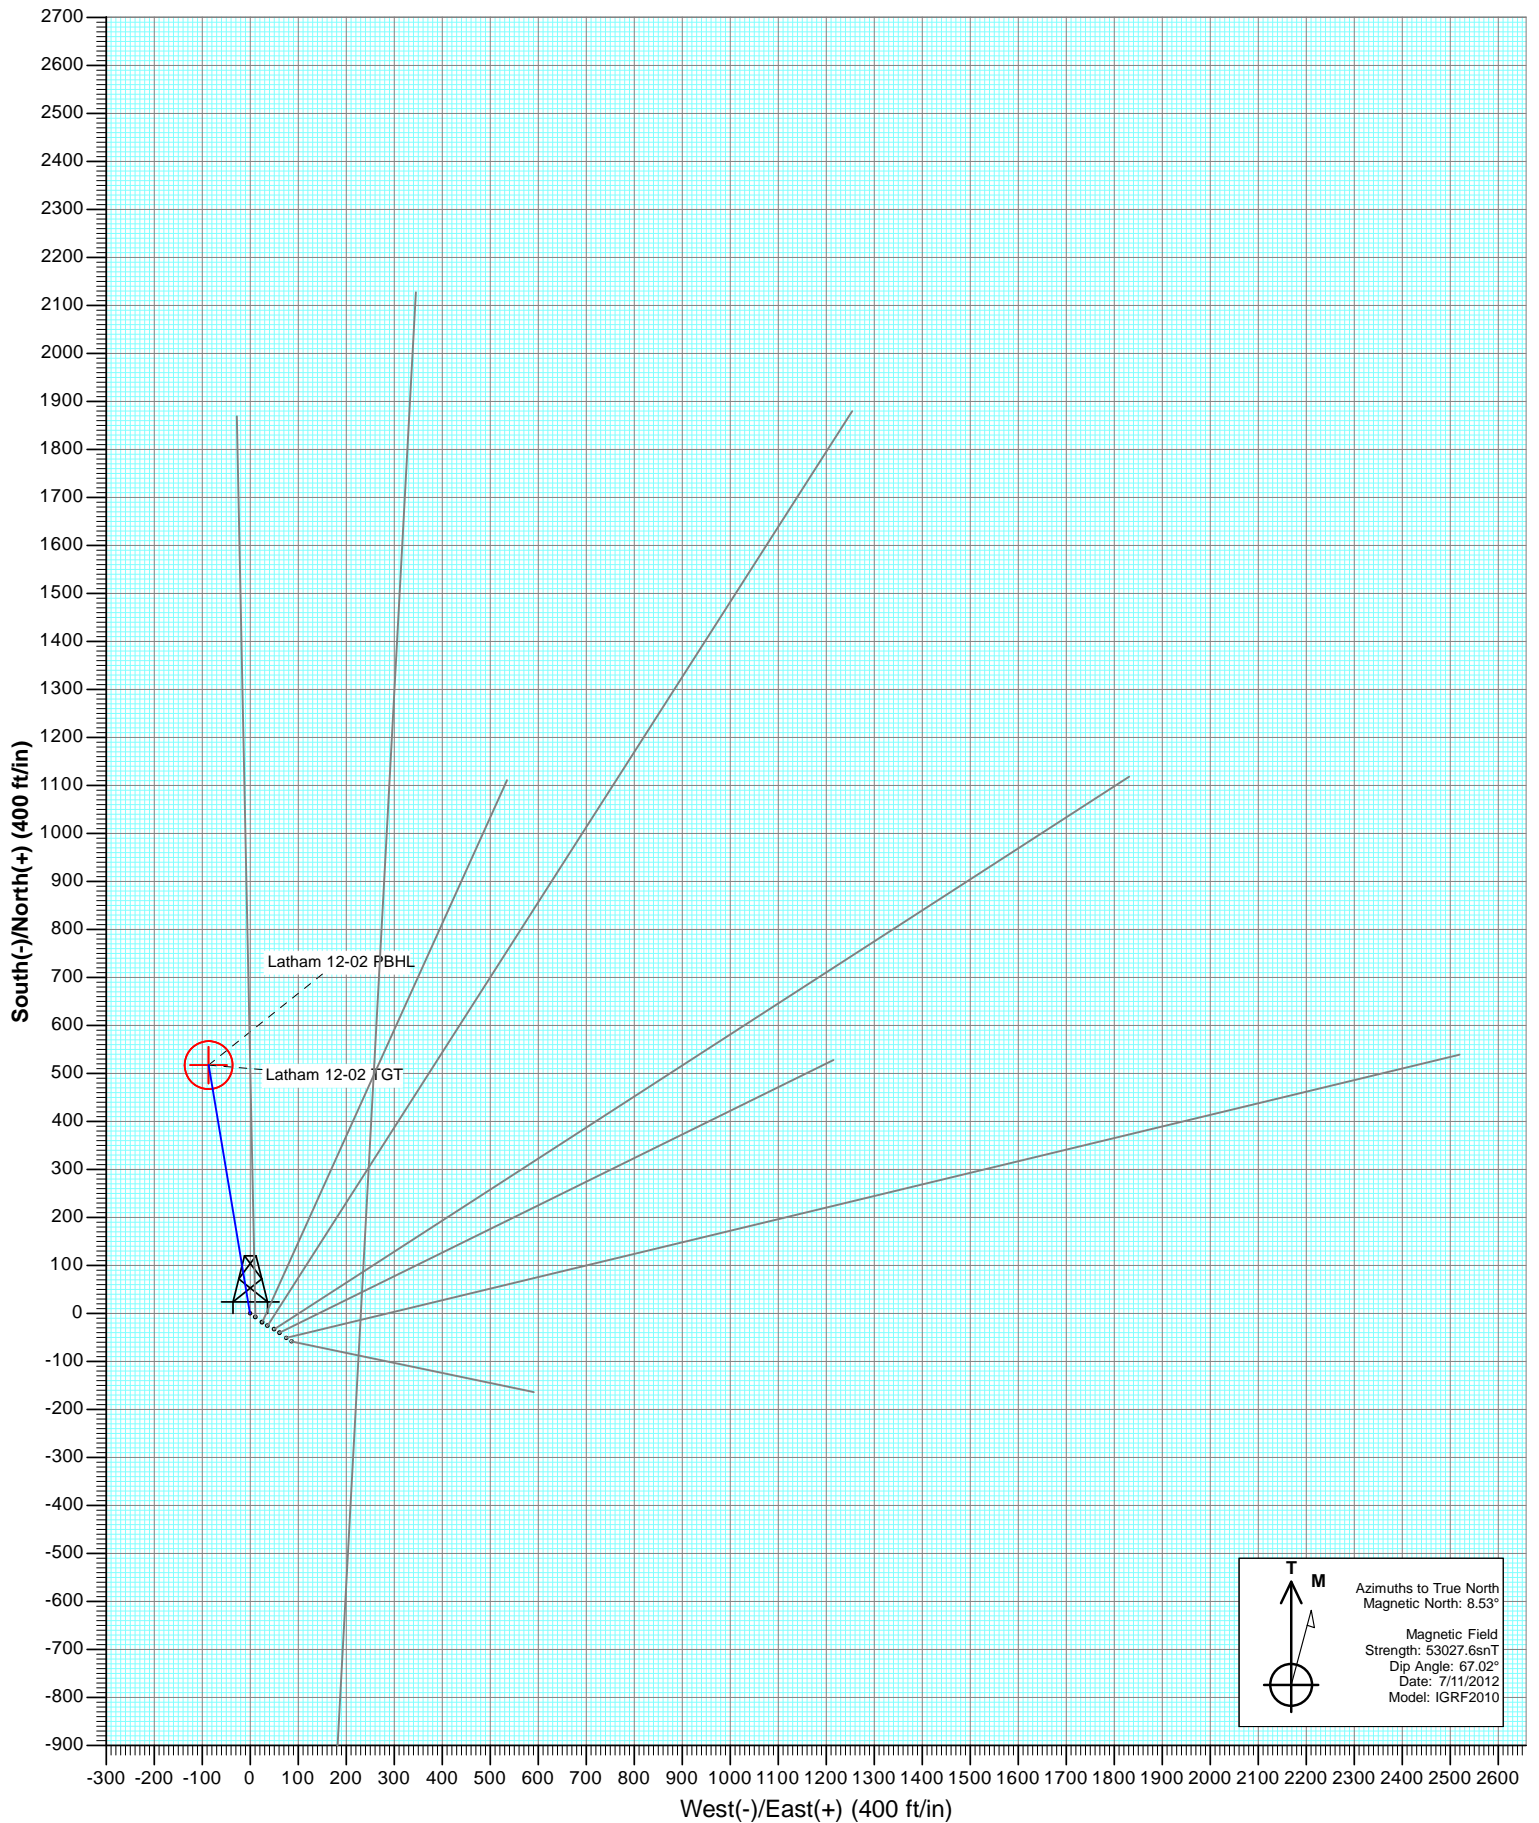 2700
2600
2500
2400
2300
2200
2100
2000
1900
1800
1700
1600
1500
1400
1300
1200
1100
1000
900
800
700
600
500
400
300
200
100
0
-100
-200
-300
-400
-500
-600
-700
-800
-900
South(-)/North(+) (400 ft/in)
Latham 12-02 PBHL
Latham 12-02 TGT
T
M
Azimuths to True North
Magnetic North: 8.53°
Magnetic Field
Strength: 53027.6snT
Dip Angle: 67.02°
Date: 7/11/2012
Model: IGRF2010
-300 -200 -100 0 100 200 300 400 500 600 700 800 900 1000 1100 1200 1300 1400 1500 1600 1700 1800 1900 2000 2100 2200 2300 2400 2500 2600
West(-)/East(+) (400 ft/in)